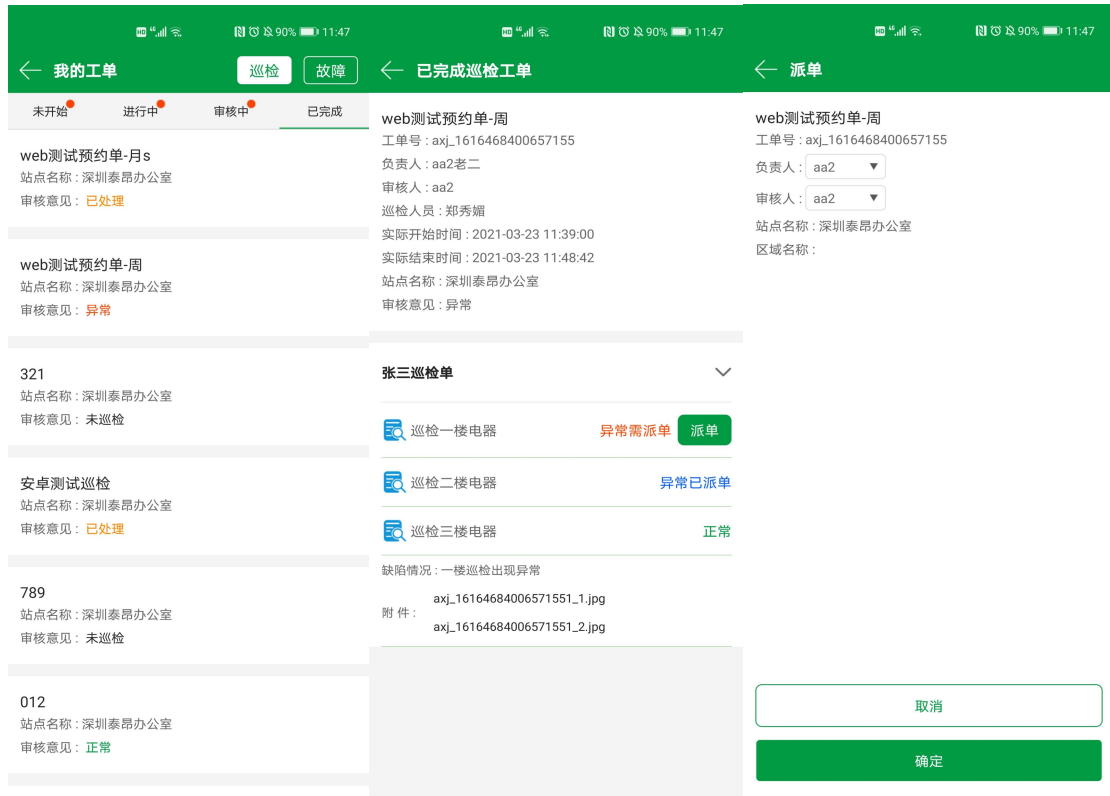 HD 46 90% 11:47
我的工单 巡检 故障
未开始 进行中 审核中 已完成
web测试预约单-月s
站点名称 : 深圳泰昂办公室
审核意见 : 已处理
web测试预约单-周
站点名称 : 深圳泰昂办公室
审核意见 : 异常
321
站点名称 : 深圳泰昂办公室
审核意见 : 未巡检
安卓测试巡检
站点名称 : 深圳泰昂办公室
审核意见 : 已处理
789
站点名称 : 深圳泰昂办公室
审核意见 : 未巡检
012
站点名称 : 深圳泰昂办公室
审核意见 : 正常
HD 46 90% 11:47
已完成巡检工单
web测试预约单-周
工单号 : axj_1616468400657155
负责人 : aa2老二
审核人 : aa2
巡检人员 : 郑秀媚
实际开始时间 : 2021-03-23 11:39:00
实际结束时间 : 2021-03-23 11:48:42
站点名称 : 深圳泰昂办公室
审核意见 : 异常
张三巡检单
巡检一楼电器 异常需派单 派单
巡检二楼电器 异常已派单
巡检三楼电器 正常
缺陷情况 : 一楼巡检出现异常
附 件 :
axj_16164684006571551_1.jpg
axj_16164684006571551_2.jpg
HD 46 90% 11:47
派单
web测试预约单-周
工单号 : axj_1616468400657155
负责人 : aa2
审核人 : aa2
站点名称 : 深圳泰昂办公室
区域名称 :
取消
确定